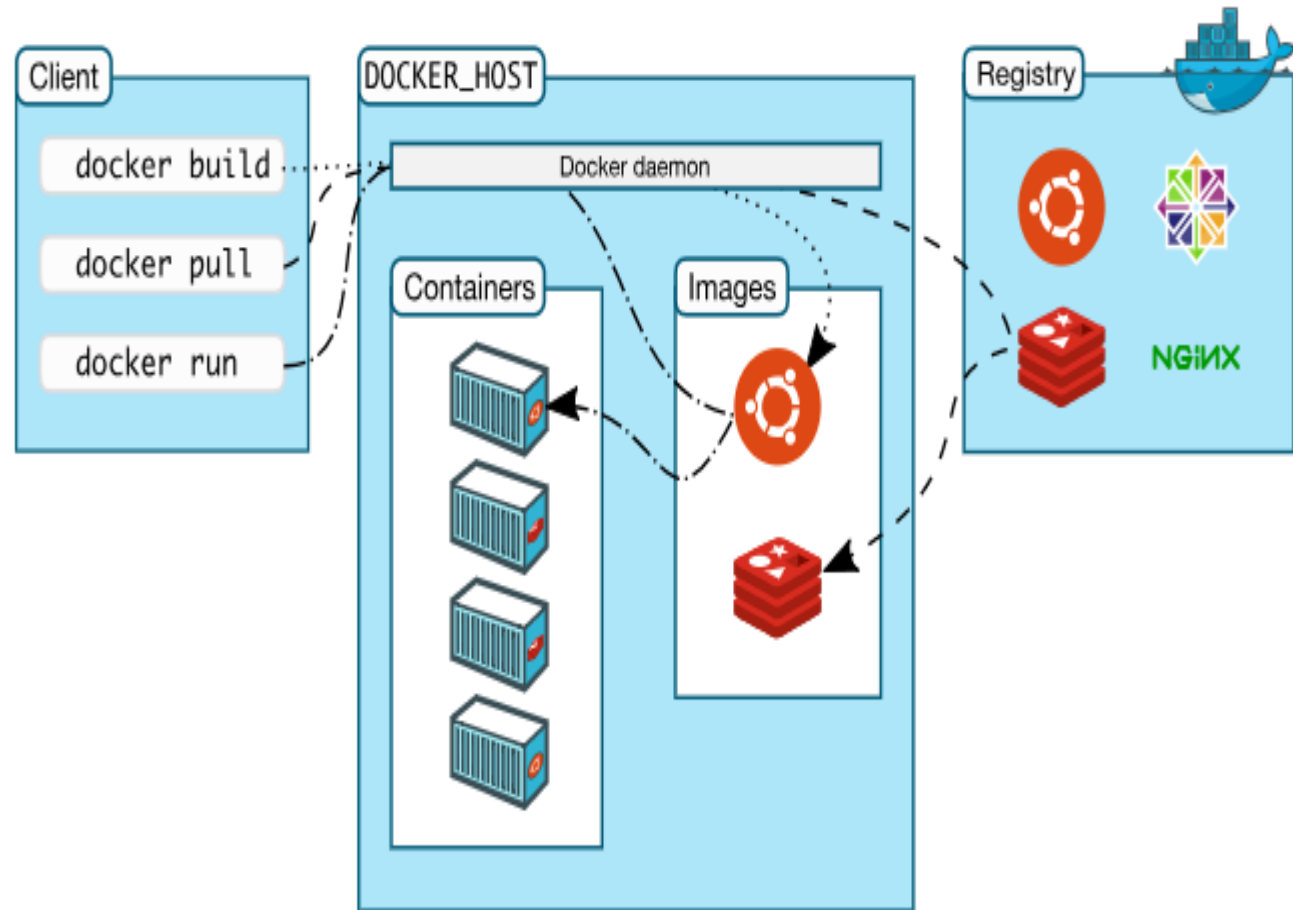 Client
docker build
docker pull
docker run
DOCKER_HOST
Docker daemon
Containers
Images
Registry
NGiNX